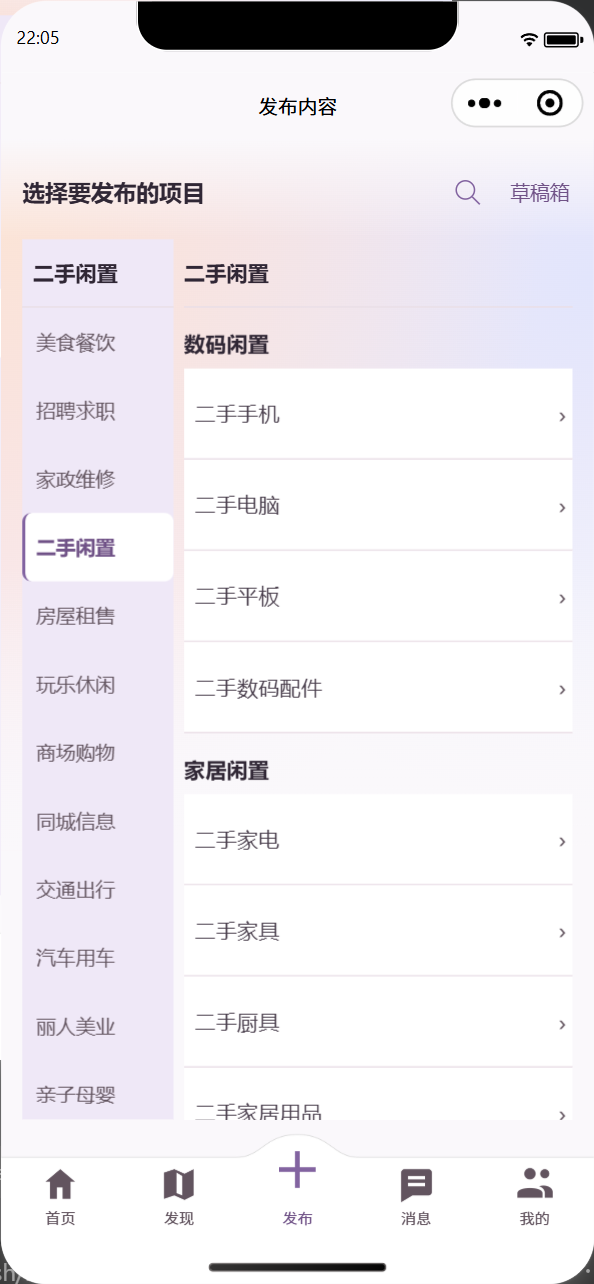 22:05
发布内容
选择要发布的项目
草稿箱
二手闲置
美食餐饮
招聘求职
家政维修
二手闲置
房屋租售
玩乐休闲
商场购物
同城信息
交通出行
汽车用车
丽人美业
亲子母婴
二手闲置
数码闲置
二手手机
二手电脑
二手平板
二手数码配件
家居闲置
二手家电
二手家具
二手厨具
二手家居用品
首页
发现
发布
消息
我的